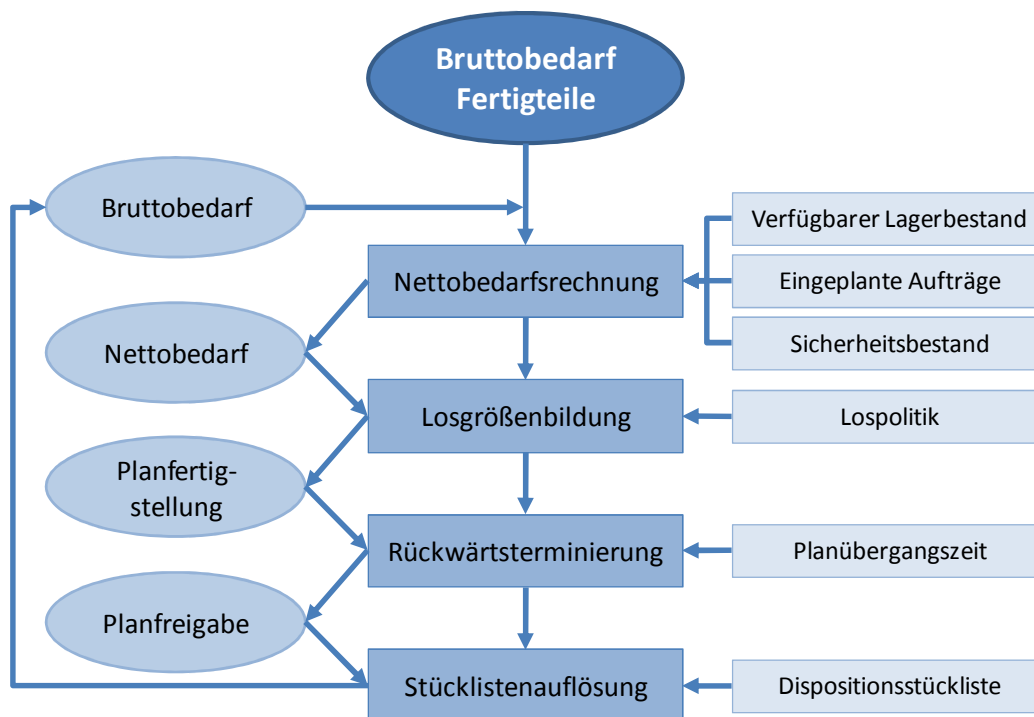 Bruttobedarf
Fertigteile
Bruttobedarf
Verfügbarer Lagerbestand
Nettobedarfsrechnung
Eingeplante Aufträge
Sicherheitsbestand
Nettobedarf
Losgrößenbildung
Lospolitik
Planfertig-
stellung
Rückwärtsterminierung
Planübergangszeit
Planfreigabe
Stücklistenauflösung
Dispositionsstückliste